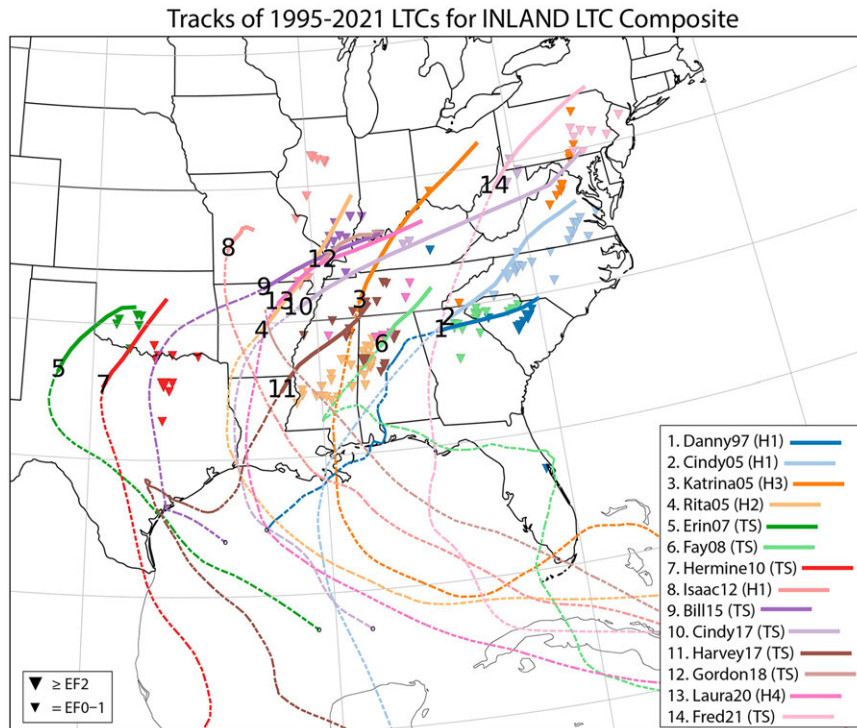 Tracks of 1995-2021 LTCs for INLAND LTC Composite
14
8
12
9
13
10
3
4
2
1
6
5
7
11
1. Danny97 (H1)
2. Cindy05 (H1)
3. Katrina05 (H3)
4. Rita05 (H2)
5. Erin07 (TS)
6. Fay08 (TS)
7. Hermine10 (TS)
8. Isaac12 (H1)
9. Bill15 (TS)
10. Cindy17 (TS)
11. Harvey17 (TS)
12. Gordon18 (TS)
13. Laura20 (H4)
14. Fred21 (TS)
≥ EF2
= EF0-1